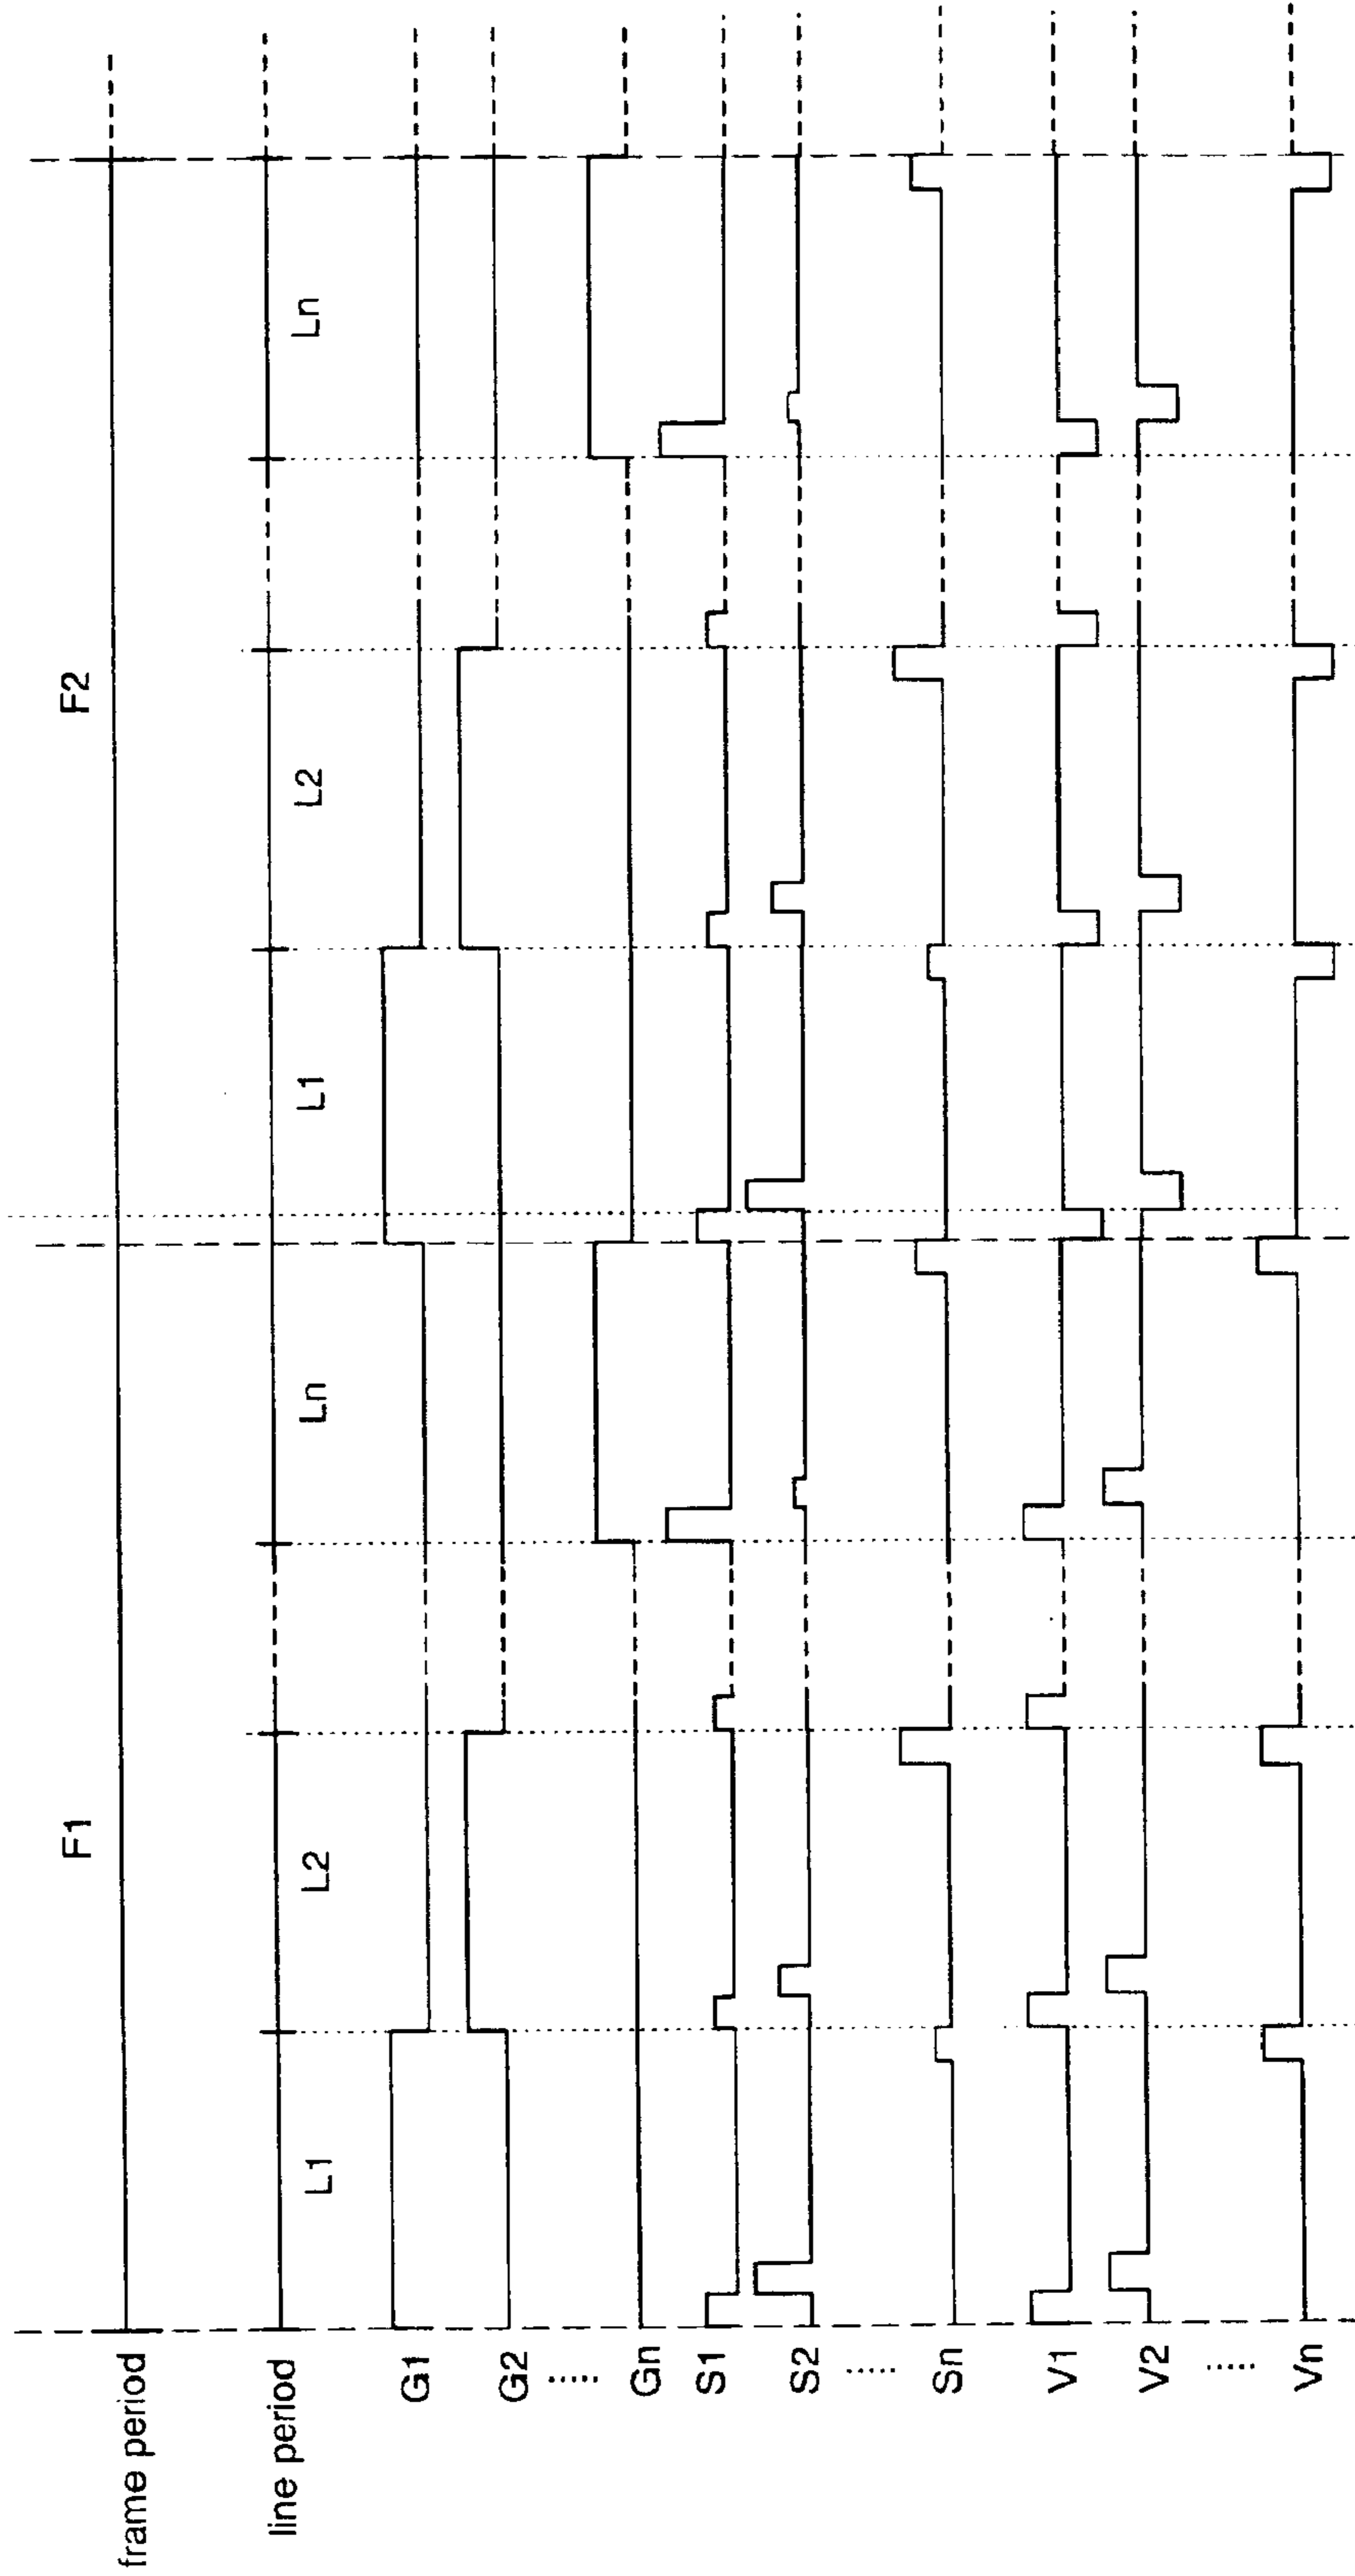 frame period
F1 F2
line period
L1 L2 Ln L1 L2 Ln
G1
G2
.....
Gn
S1
S2
.....
Sn
V1
V2
.....
Vn